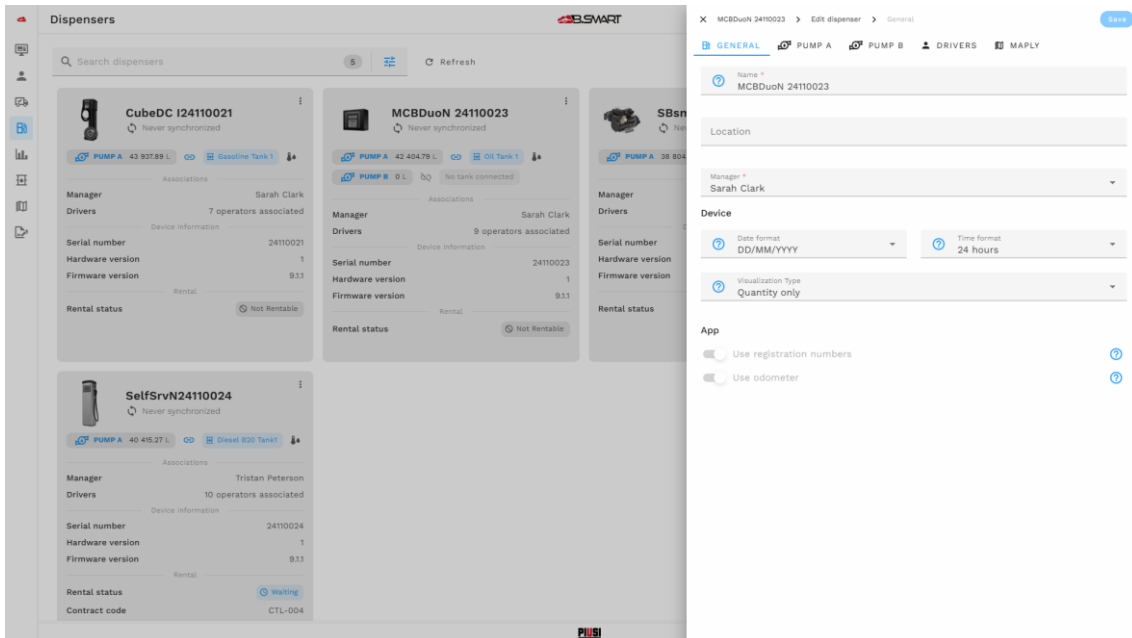 Dispensers
B.SMART
Search dispensers
5
Refresh
CubeDC I24110021
Never synchronized
PUMP A 43 937.89 L
Gasoline Tank 1
Associations
Manager Sarah Clark
Drivers 7 operators associated
Device Information
Serial number 24110021
Hardware version 1
Firmware version 9.1.1
Rental
Rental status Not Rentable
MCBDuoN 24110023
Never synchronized
PUMP A 42 404.79 L
Oil Tank 1
PUMP B 0 L
No tank connected
Associations
Manager Sarah Clark
Drivers 9 operators associated
Device Information
Serial number 24110023
Hardware version 1
Firmware version 9.1.1
Rental
Rental status Not Rentable
SBsm
Ne
PUMP A 38 804
Manager
Drivers
Serial number
Hardware version
Firmware version
Rental status
SelfSrvN24110024
Never synchronized
PUMP A 40 415.27 L
Diesel B20 Tank1
Associations
Manager Tristan Peterson
Drivers 10 operators associated
Device Information
Serial number 24110024
Hardware version 1
Firmware version 9.1.1
Rental
Rental status Waiting
Contract code CTL-004
PIUSI
MCBDuoN 24110023 > Edit dispenser > General
Save
GENERAL PUMP A PUMP B DRIVERS MAPLY
Name *
MCBDuoN 24110023
Location
Manager *
Sarah Clark
Device
Date format
DD/MM/YYYY
Time format
24 hours
Visualization Type
Quantity only
App
Use registration numbers
Use odometer